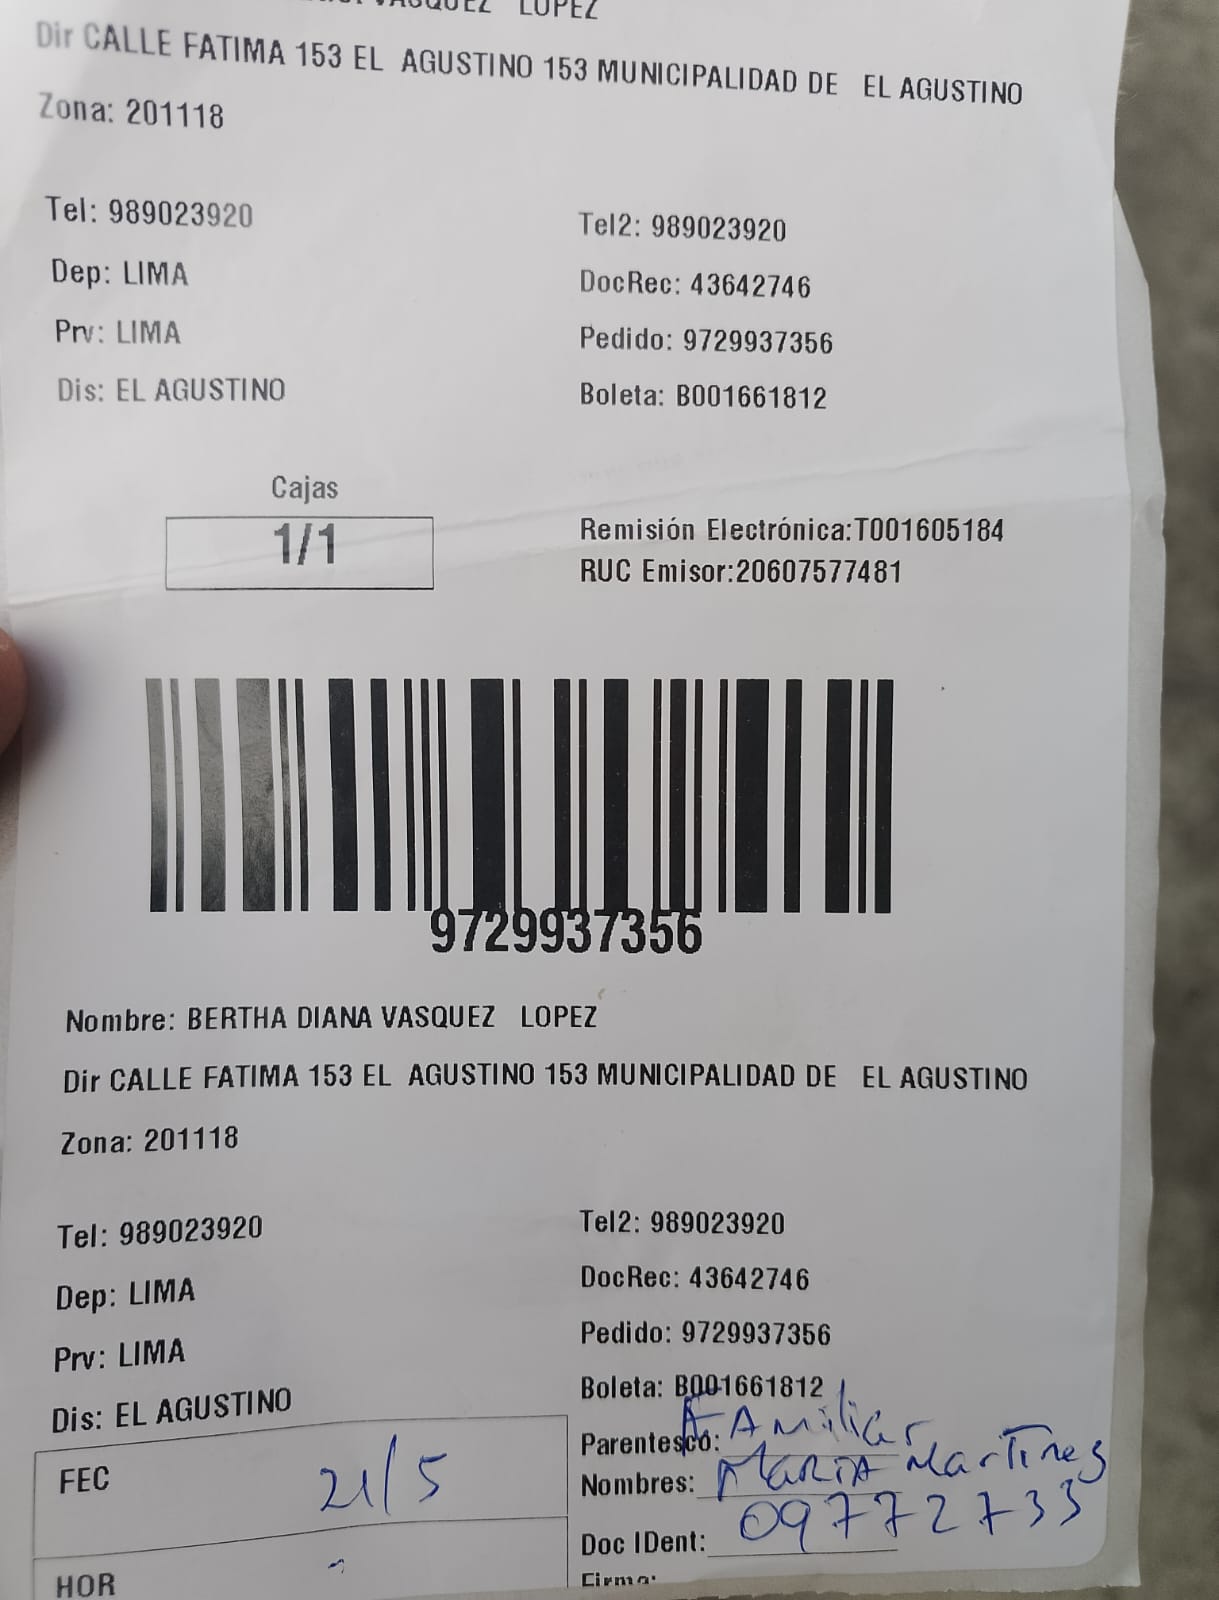 VASQUEZ LOPEZ
Dir CALLE FATIMA 153 EL AGUSTINO 153 MUNICIPALIDAD DE EL AGUSTINO
Zona: 201118
Tel: 989023920
Tel2: 989023920
Dep: LIMA
DocRec: 43642746
Prv: LIMA
Pedido: 9729937356
Dis: EL AGUSTINO
Boleta: B001661812
Cajas
1/1
Remisión Electrónica:T001605184
RUC Emisor:20607577481
9729937356
Nombre: BERTHA DIANA VASQUEZ LOPEZ
Dir CALLE FATIMA 153 EL AGUSTINO 153 MUNICIPALIDAD DE EL AGUSTINO
Zona: 201118
Tel: 989023920
Tel2: 989023920
Dep: LIMA
DocRec: 43642746
Prv: LIMA
Pedido: 9729937356
Dis: EL AGUSTINO
Boleta: B001661812
Parentesco: FAmiliar
FEC 21/5
Nombres: MARIA MarTines
Doc IDent: 09772733
HOR
Firma: